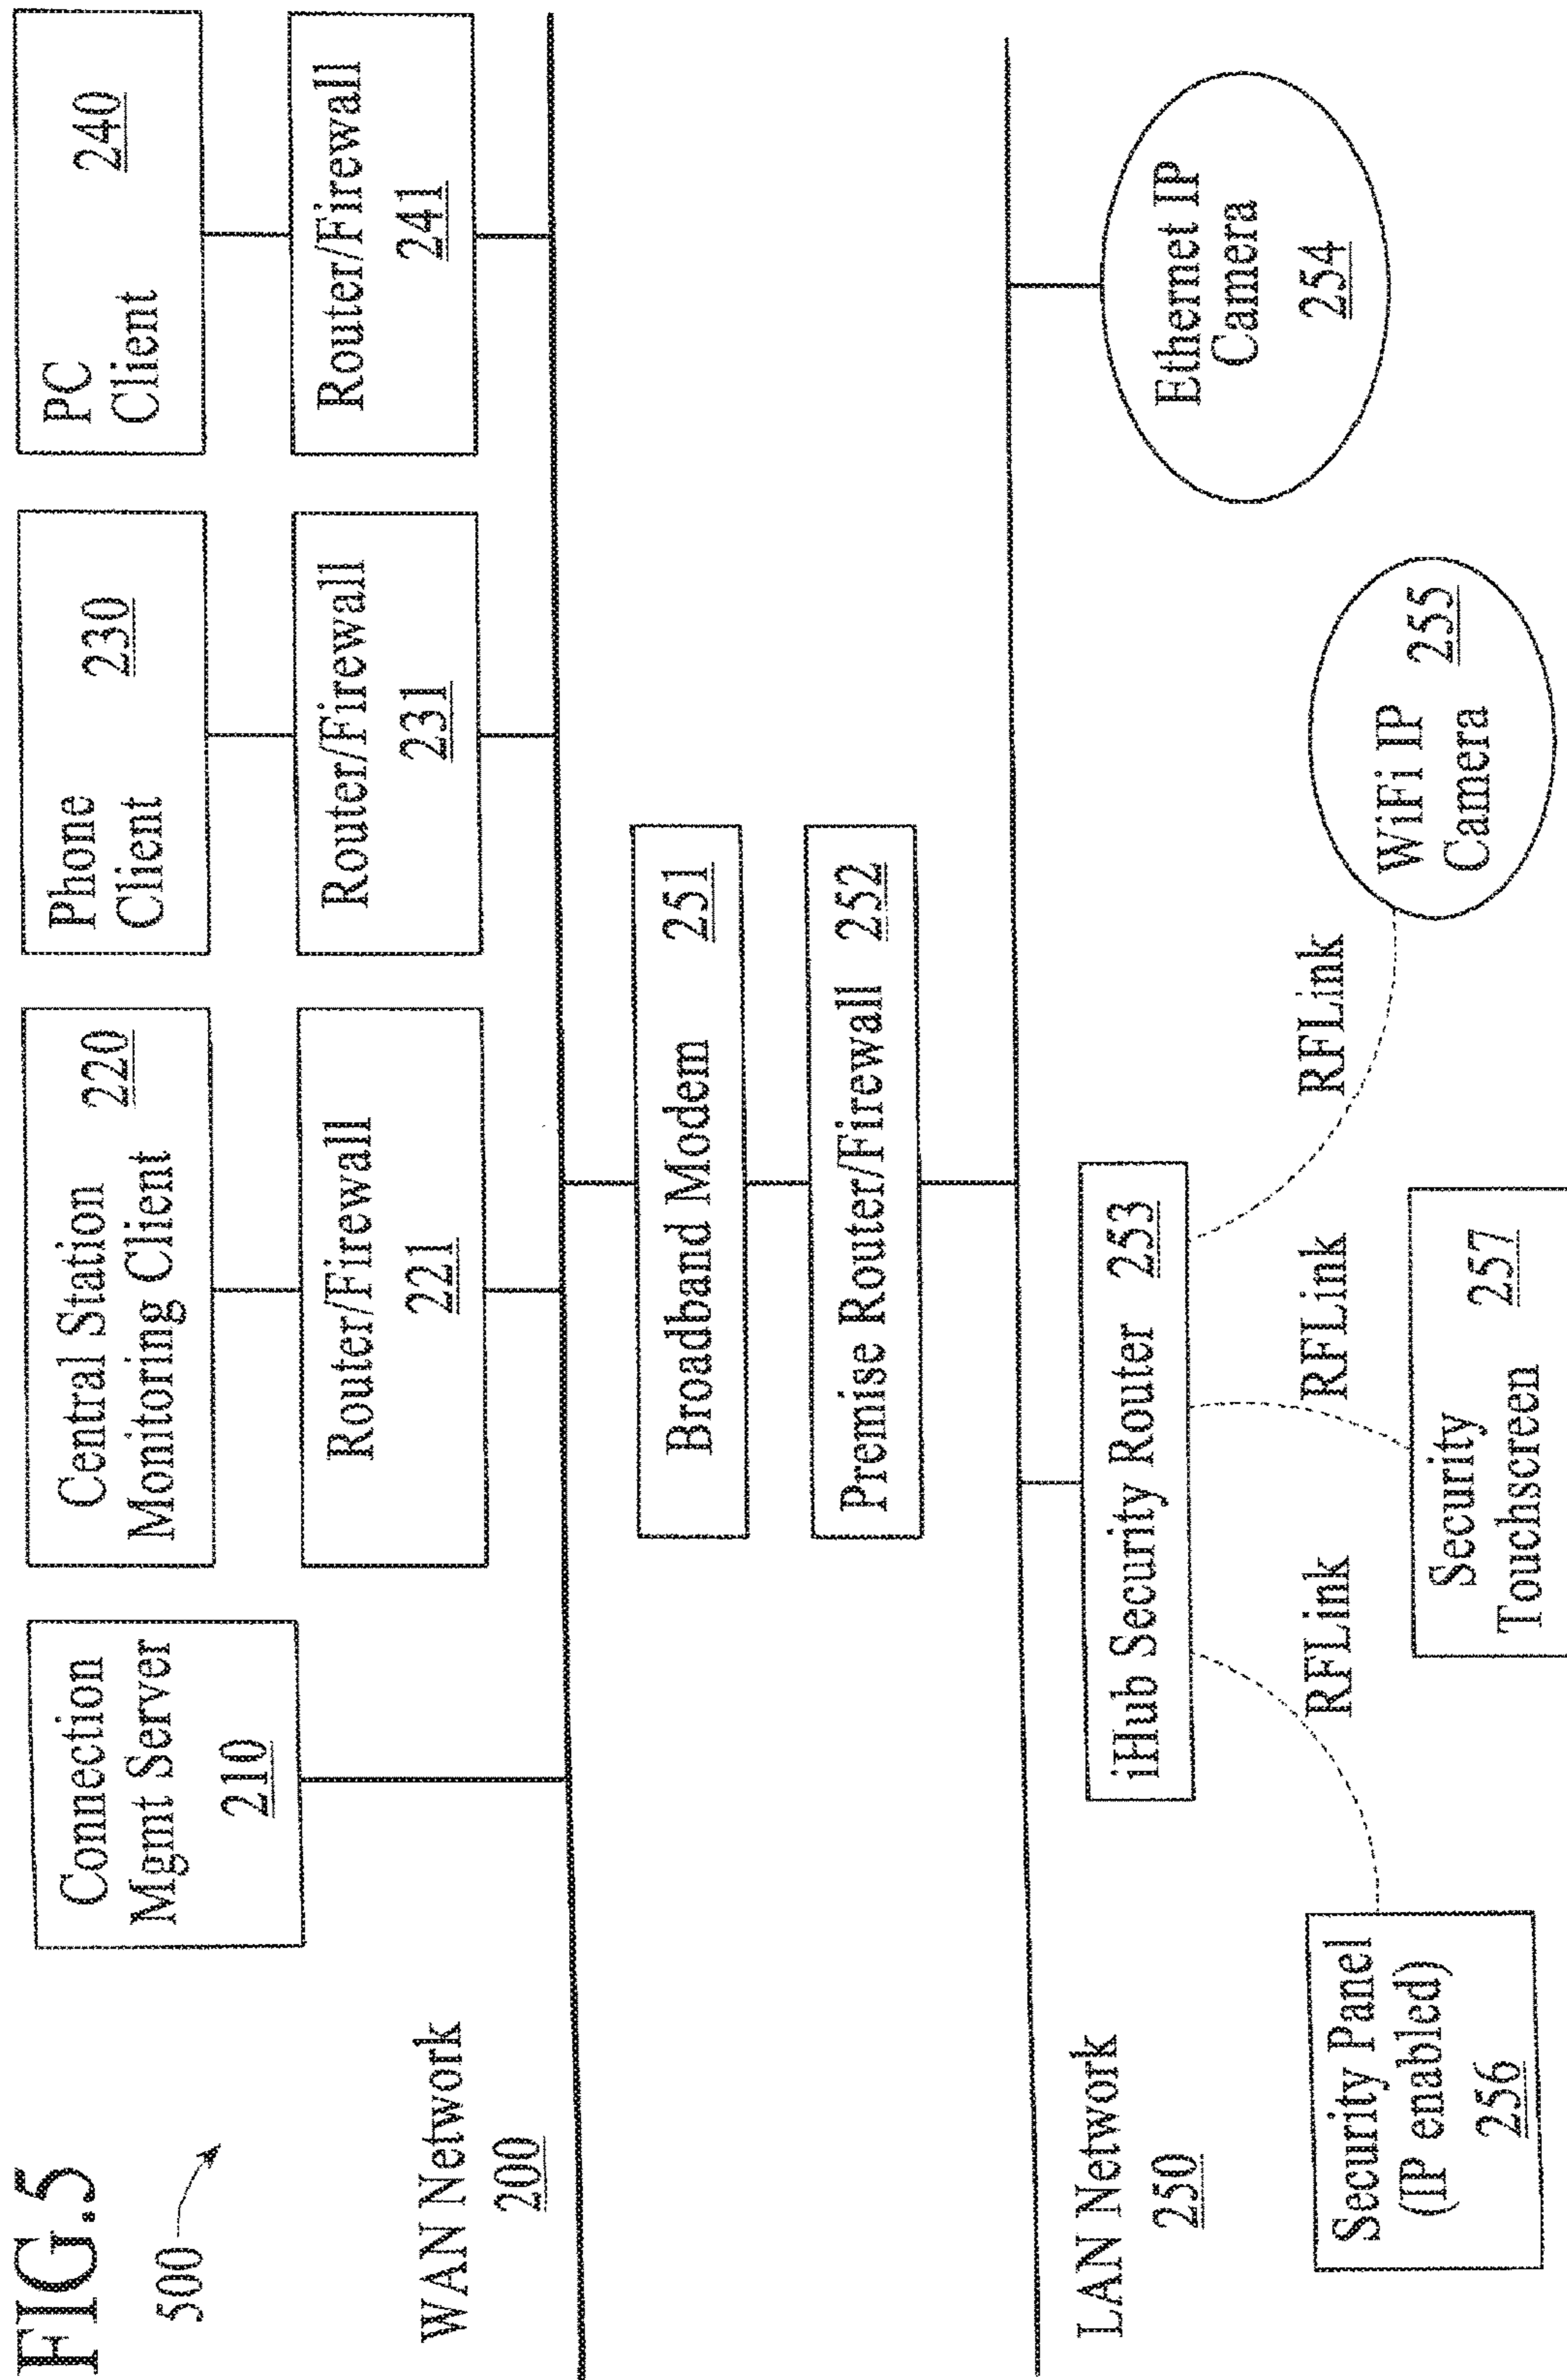 FIG.5
500
Connection
Mgmt Server
210
Central Station
Monitoring Client
220
Phone
Client
230
PC
Client
240
Router/Firewall
221
Router/Firewall
231
Router/Firewall
241
WAN Network
200
Broadband Modem 251
Premise Router/Firewall 252
LAN Network
250
iHub Security Router 253
Ethernet IP
Camera
254
RFLink
RFLink
RFLink
WiFi IP
Camera
255
Security Panel
(IP enabled)
256
Security
Touchscreen
257